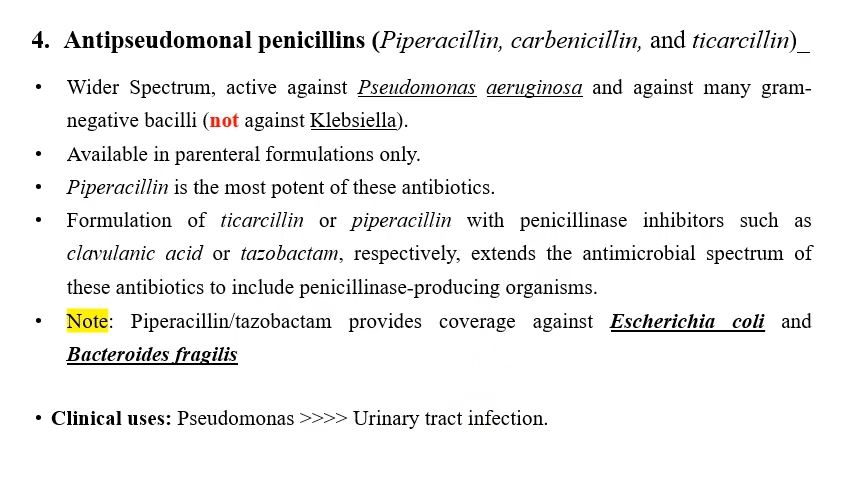 4. Antipseudomonal penicillins (Piperacillin, carbenicillin, and ticarcillin)_
• Wider Spectrum, active against Pseudomonas aeruginosa and against many gram-
negative bacilli (not against Klebsiella).
• Available in parenteral formulations only.
• Piperacillin is the most potent of these antibiotics.
• Formulation of ticarcillin or piperacillin with penicillinase inhibitors such as
clavulanic acid or tazobactam, respectively, extends the antimicrobial spectrum of
these antibiotics to include penicillinase-producing organisms.
• Note: Piperacillin/tazobactam provides coverage against Escherichia coli and
Bacteroides fragilis
• Clinical uses: Pseudomonas >>>> Urinary tract infection.